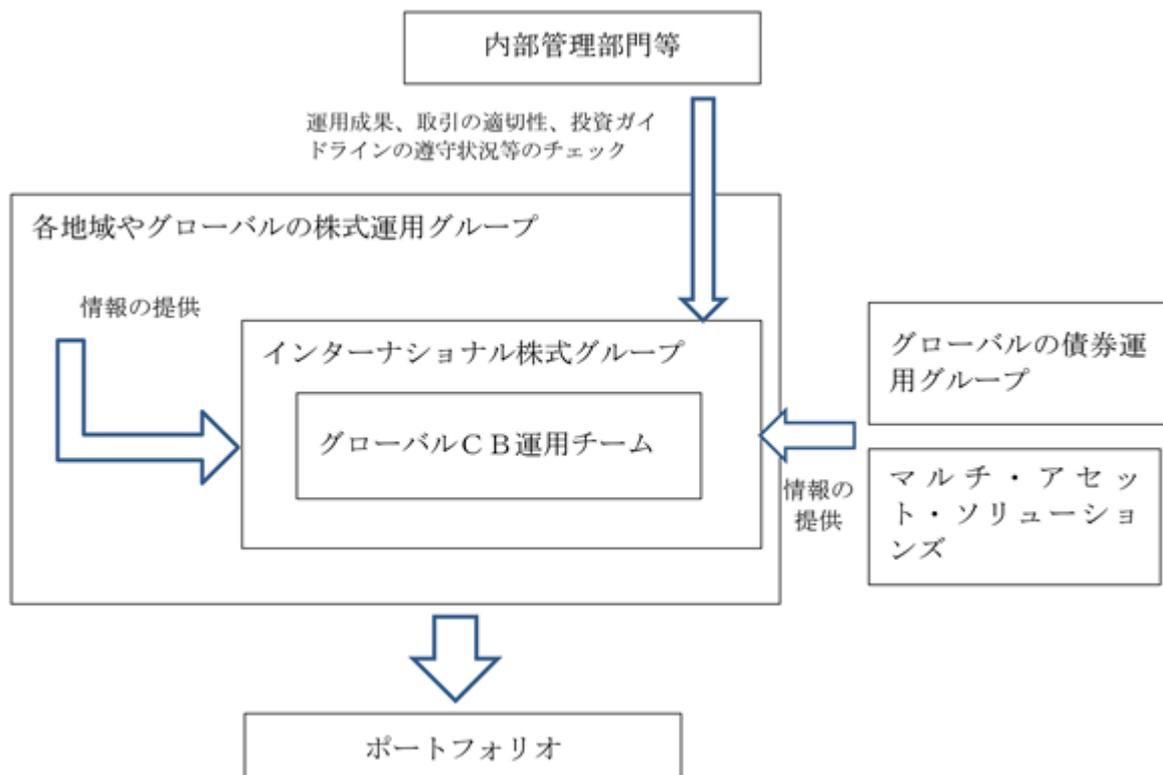 内部管理部門等
運用成果、取引の適切性、投資ガイ
ドラインの遵守状況等のチェック
各地域やグローバルの株式運用グループ
情報の提供
インターナショナル株式グループ
グローバルＣＢ運用チーム
グローバルの債券運
用グループ
情報の
提供
マルチ・アセッ
ト・ソリューショ
ンズ
ポートフォリオ